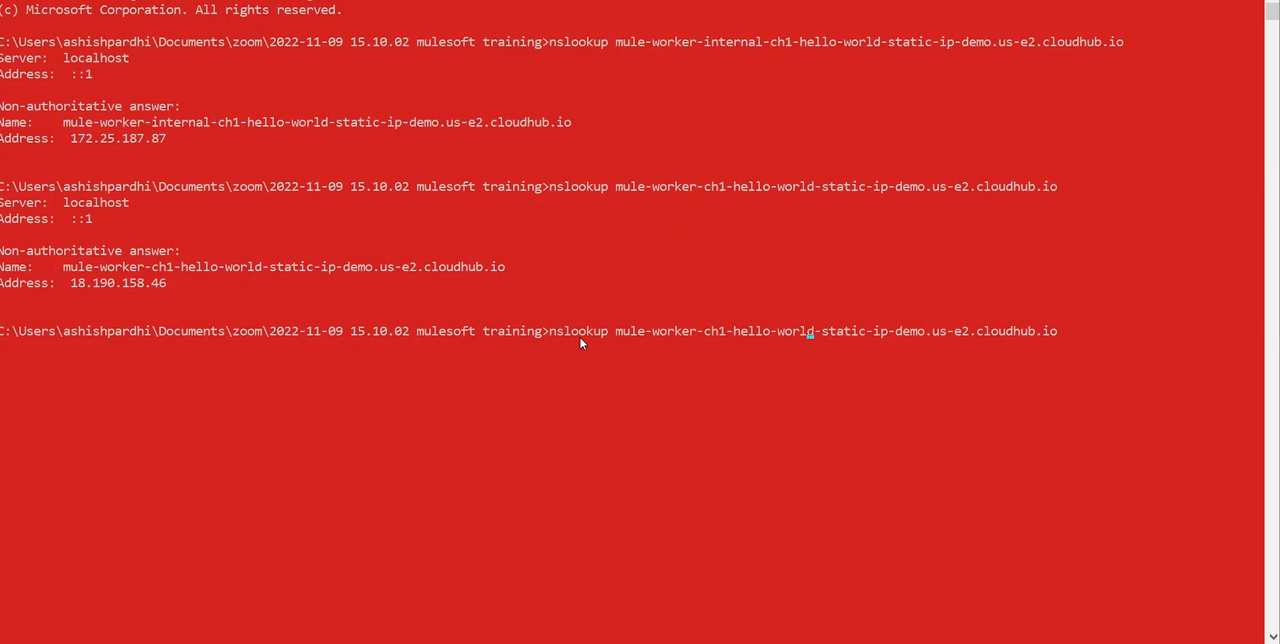 (c) Microsoft Corporation. All rights reserved.
C:\Users\ashishpardhi\Documents\zoom\2022-11-09 15.10.02 mulesoft training>nslookup mule-worker-internal-ch1-hello-world-static-ip-demo.us-e2.cloudhub.io
Server:  localhost
Address:  ::1
Non-authoritative answer:
Name:    mule-worker-internal-ch1-hello-world-static-ip-demo.us-e2.cloudhub.io
Address:  172.25.187.87
C:\Users\ashishpardhi\Documents\zoom\2022-11-09 15.10.02 mulesoft training>nslookup mule-worker-ch1-hello-world-static-ip-demo.us-e2.cloudhub.io
Server:  localhost
Address:  ::1
Non-authoritative answer:
Name:    mule-worker-ch1-hello-world-static-ip-demo.us-e2.cloudhub.io
Address:  18.190.158.46
C:\Users\ashishpardhi\Documents\zoom\2022-11-09 15.10.02 mulesoft training>nslookup mule-worker-ch1-hello-world-static-ip-demo.us-e2.cloudhub.io